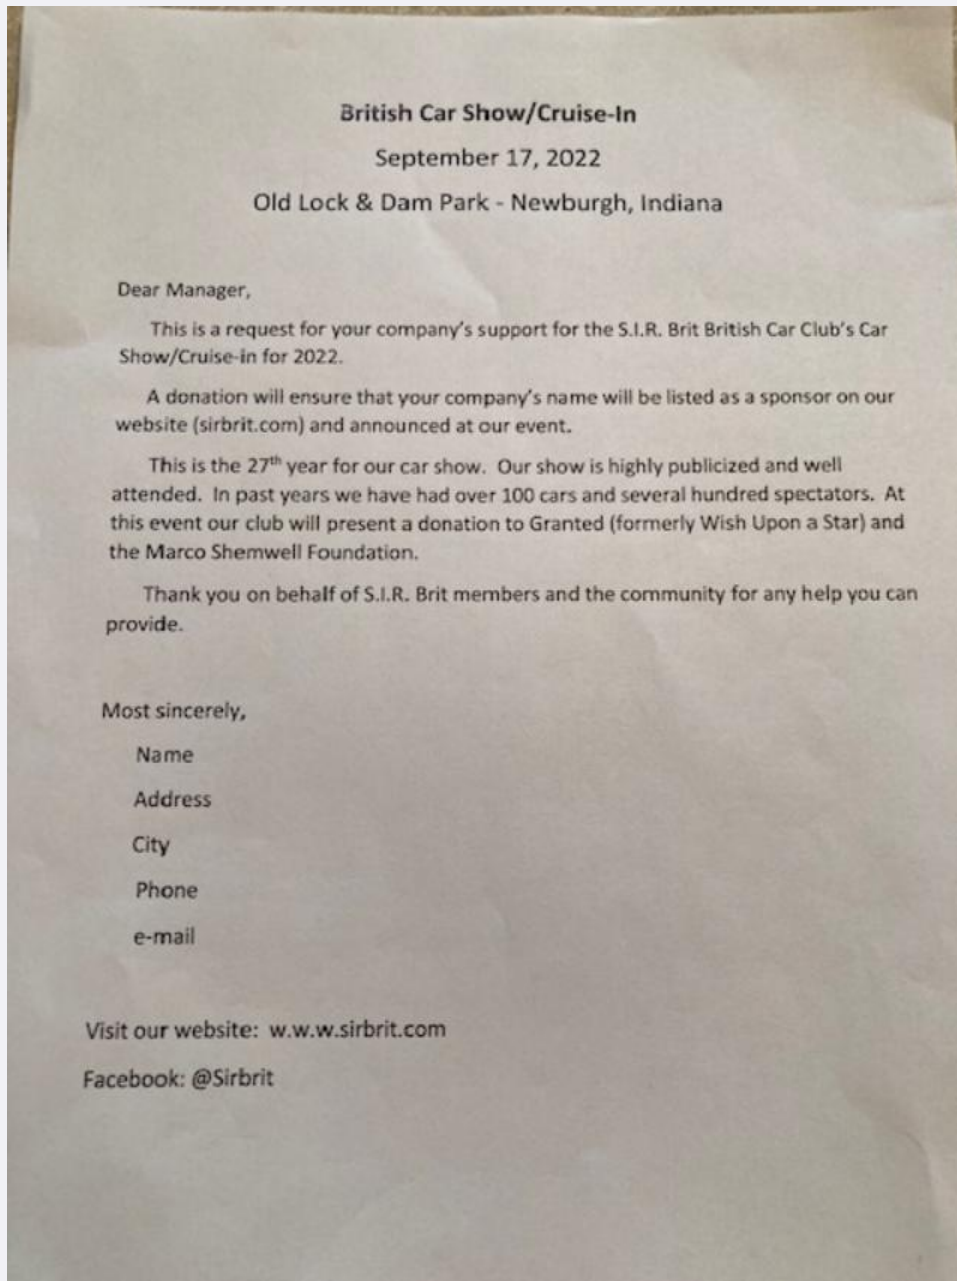 British Car Show/Cruise-In
September 17, 2022
Old Lock & Dam Park - Newburgh, Indiana
Dear Manager,
This is a request for your company's support for the S.I.R. Brit British Car Club's Car
Show/Cruise-in for 2022.
A donation will ensure that your company's name will be listed as a sponsor on our
website (sirbrit.com) and announced at our event.
This is the 27th year for our car show. Our show is highly publicized and well
attended. In past years we have had over 100 cars and several hundred spectators. At
this event our club will present a donation to Granted (formerly Wish Upon a Star) and
the Marco Shemwell Foundation.
Thank you on behalf of S.I.R. Brit members and the community for any help you can
provide.
Most sincerely,
Name
Address
City
Phone
e-mail
Visit our website: w.w.w.sirbrit.com
Facebook: @Sirbrit